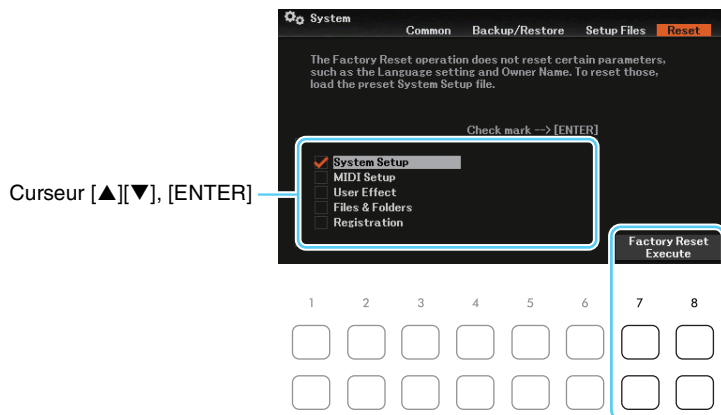 System
Common Backup/Restore Setup Files Reset
The Factory Reset operation does not reset certain parameters,
such as the Language setting and Owner Name. To reset those,
load the preset System Setup file.
Check mark --> [ENTER]
System Setup
MIDI Setup
User Effect
Files & Folders
Registration
Curseur [▲][▼], [ENTER]
Factory Reset
Execute
1 2 3 4 5 6 7 8